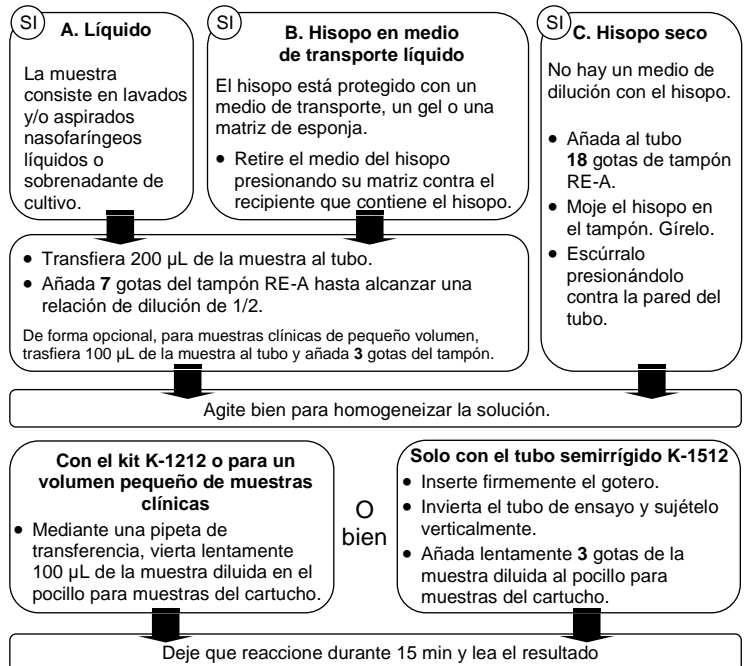 SI
A. Líquido
La muestra
consiste en lavados
y/o aspirados
nasofaríngeos
líquidos o
sobrenadante de
cultivo.
SI
B. Hisopo en medio
de transporte líquido
El hisopo está protegido con un
medio de transporte, un gel o una
matriz de esponja.
• Retire el medio del hisopo
presionando su matriz contra el
recipiente que contiene el hisopo.
SI
C. Hisopo seco
No hay un medio de
dilución con el hisopo.
• Añada al tubo
18 gotas de tampón
RE-A.
• Moje el hisopo en
el tampón. Gírelo.
• Escúrralo
presionándolo
contra la pared del
tubo.
• Transfiera 200 µL de la muestra al tubo.
• Añada 7 gotas del tampón RE-A hasta alcanzar una
relación de dilución de 1/2.
De forma opcional, para muestras clínicas de pequeño volumen,
trasfiera 100 µL de la muestra al tubo y añada 3 gotas del tampón.
Agite bien para homogeneizar la solución.
Con el kit K-1212 o para un
volumen pequeño de muestras
clínicas
• Mediante una pipeta de
transferencia, vierta lentamente
100 µL de la muestra diluida en el
pocillo para muestras del cartucho.
O
bien
Solo con el tubo semirrígido K-1512
• Inserte firmemente el gotero.
• Invierta el tubo de ensayo y sujételo
verticalmente.
• Añada lentamente 3 gotas de la
muestra diluida al pocillo para
muestras del cartucho.
Deje que reaccione durante 15 min y lea el resultado